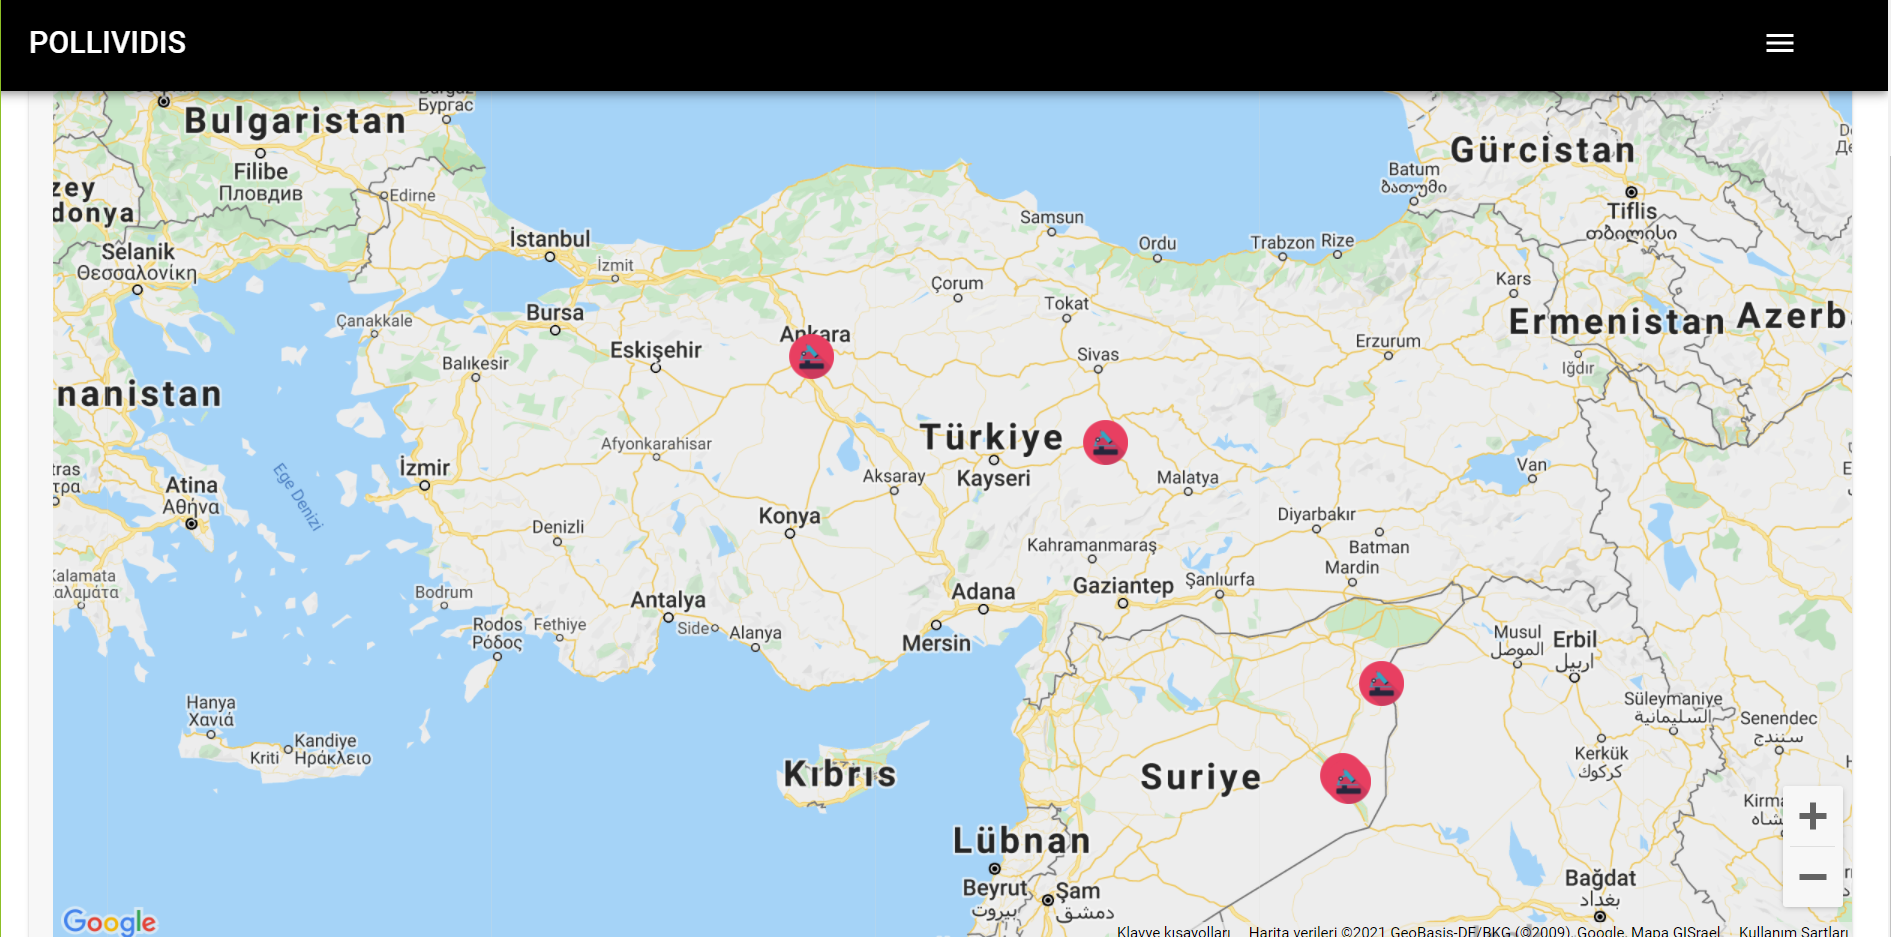 POLLIVIDIS
Бургас
Bulgaristan
Filibe
Пловдив
Edirne
zey
donya
Selanik
Θεσσαλονίκη
İstanbul
İzmit
Samsun
Ordu
Trabzon
Rize
Batum
ბათუმი
Gürcistan
Tiflis
თბილისი
Çorum
Tokat
Kars
Ermenistan
Azerb
Bursa
Çanakkale
Balıkesir
Eskişehir
Ankara
Sivas
Erzurum
Iğdır
nanistan
Türkiye
Kayseri
Afyonkarahisar
Aksaray
Malatya
Van
İzmir
Ege Denizi
Atina
Αθήνα
tras
τρα
Konya
Denizli
Diyarbakır
Batman
Mardin
Kahramanmaraş
Gaziantep
Şanlıurfa
Adana
Mersin
Kalamata
αλαμάτα
Bodrum
Antalya
Side
Alanya
Rodos
Ρόδος
Fethiye
Musul
الموصل
Erbil
اربيل
Hanya
Χανιά
Kandiye
Ηράκλειο
Kriti
Süleymaniye
السليمانية
Senendec
سنندج
Kerkük
كركوك
Kıbrıs
Suriye
Kirma
Lübnan
Beyrut
بيروت
Şam
دمشق
Bağdat
بغداد
Google
Klavye kısayolları
Harita verileri ©2021 GeoBasis-DE/BKG (©2009), Google, Mapa GISrael
Kullanım Şartları